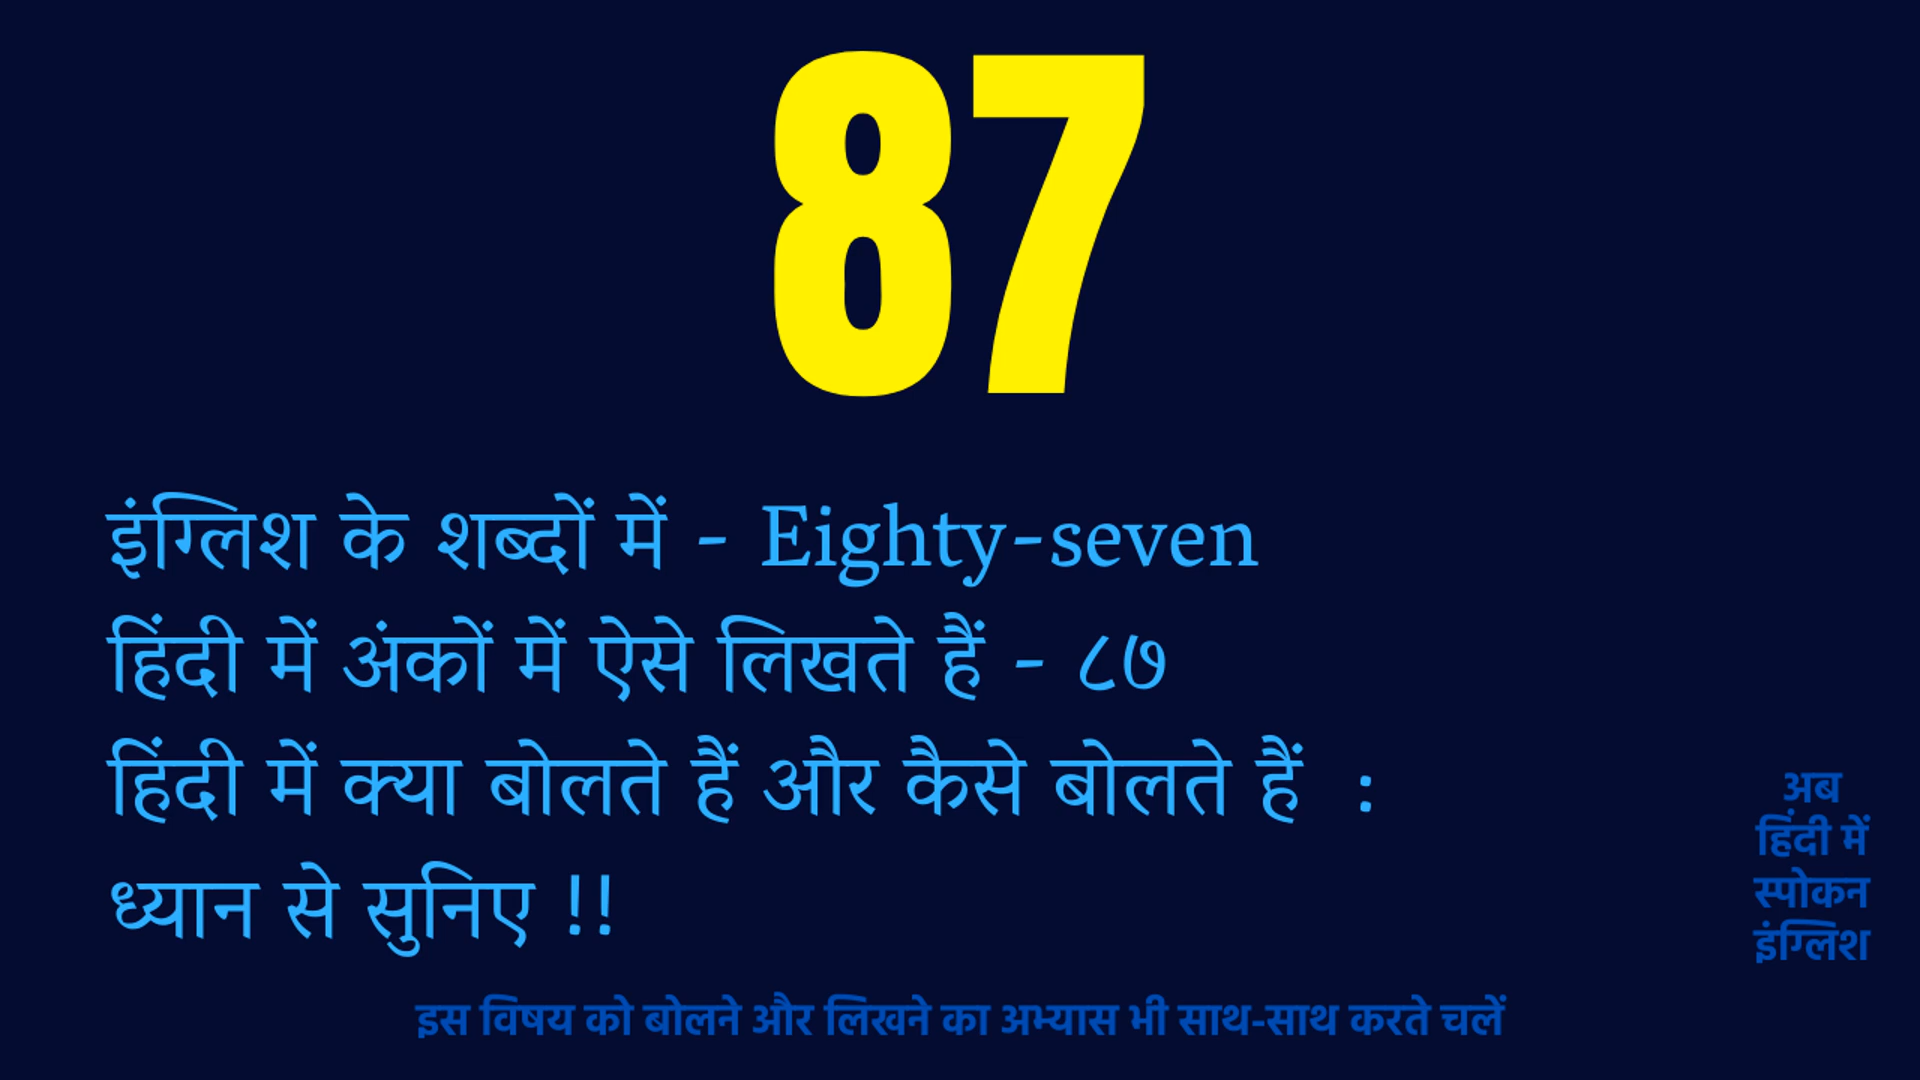 87
इंग्लिश के शब्दों में - Eighty-seven
हिंदी में अंकों में ऐसे लिखते हैं - ८७
हिंदी में क्या बोलते हैं और कैसे बोलते हैं :
ध्यान से सुनिए !!
अब
हिंदी में
स्पोकन
इंग्लिश
इस विषय को बोलने और लिखने का अभ्यास भी साथ-साथ करते चलें